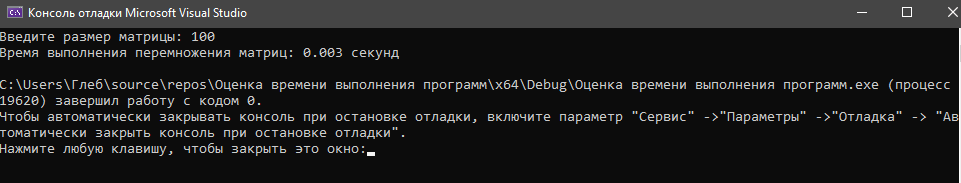 Консоль отладки Microsoft Visual Studio
Введите размер матрицы: 100
Время выполнения перемножения матриц: 0.003 секунд
C:\Users\Глеб\source\repos\Оценка времени выполнения программ\x64\Debug\Оценка времени выполнения программ.exe (процесс
19620) завершил работу с кодом 0.
Чтобы автоматически закрывать консоль при остановке отладки, включите параметр "Сервис" ->"Параметры" ->"Отладка" -> "Ав
томатически закрыть консоль при остановке отладки".
Нажмите любую клавишу, чтобы закрыть это окно: